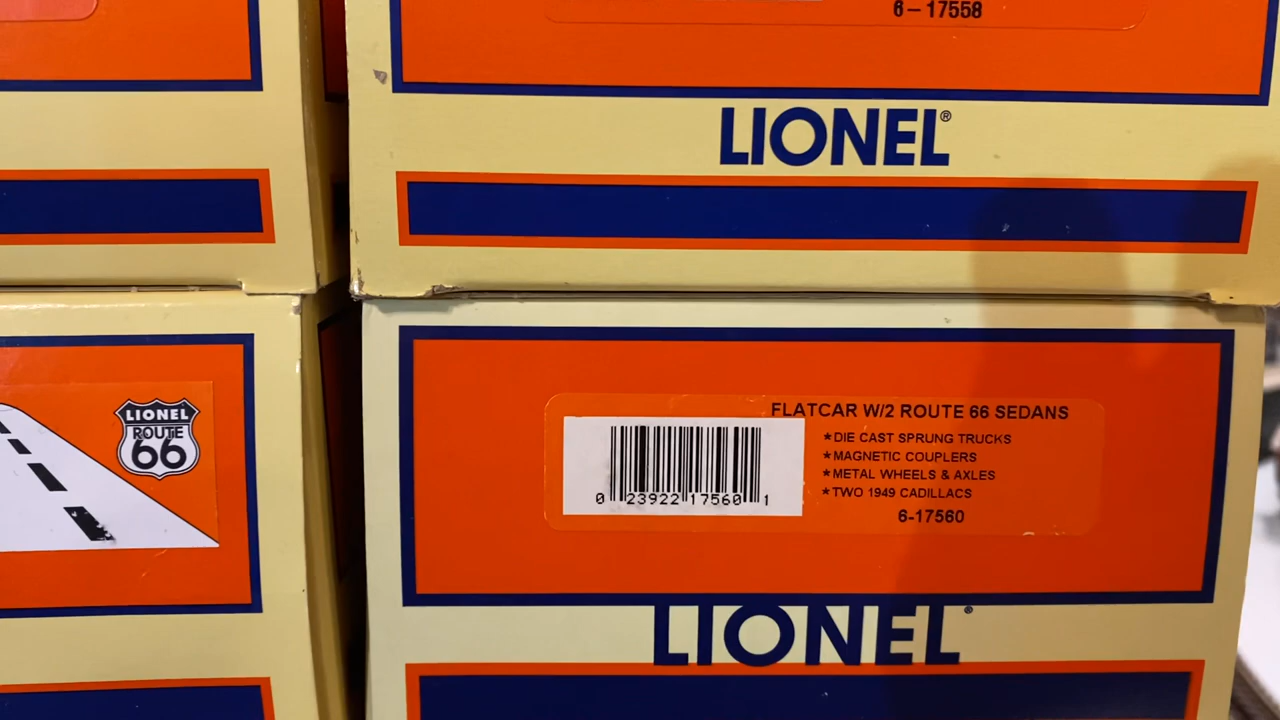 6-17558
LIONEL®
LIONEL
ROUTE
66
FLATCAR W/2 ROUTE 66 SEDANS
★DIE CAST SPRUNG TRUCKS
★MAGNETIC COUPLERS
★METAL WHEELS & AXLES
★TWO 1949 CADILLACS
6-17560
0 23922 17560 1
LIONEL®